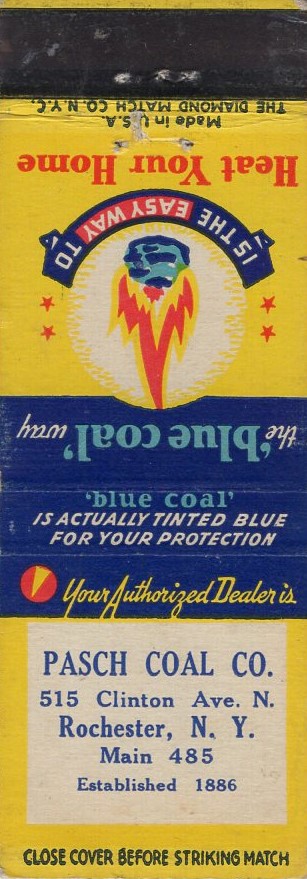 the 'blue coal' way
IS THE EASY WAY TO
Heat Your Home
Made in U.S.A.
THE DIAMOND MATCH CO. N.Y.C.
'blue coal'
IS ACTUALLY TINTED BLUE
FOR YOUR PROTECTION
Your Authorized Dealer is
PASCH COAL CO.
515 Clinton Ave. N.
Rochester, N. Y.
Main 485
Established 1886
CLOSE COVER BEFORE STRIKING MATCH